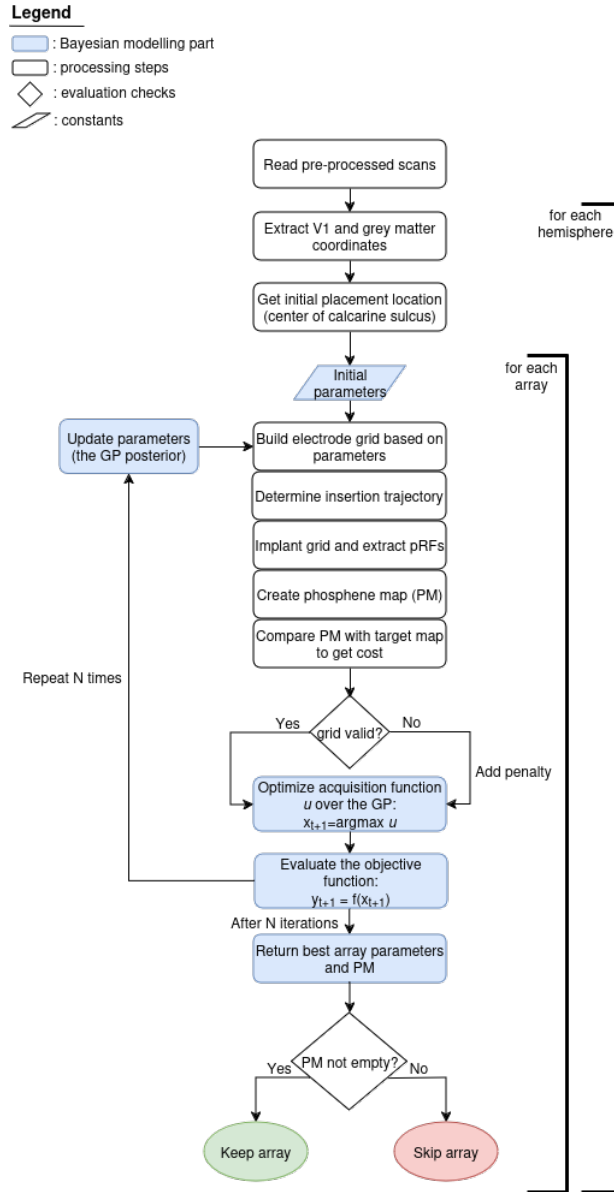 Legend
: Bayesian modelling part
: processing steps
: evaluation checks
: constants
Read pre-processed scans
for each
hemisphere
Extract V1 and grey matter
coordinates
Get initial placement location
(center of calcarine sulcus)
for each
array
Initial
parameters
Update parameters
(the GP posterior)
Build electrode grid based on
parameters
Determine insertion trajectory
Implant grid and extract pRFs
Create phosphene map (PM)
Compare PM with target map
to get cost
Repeat N times
Yes
grid valid?
No
Add penalty
Optimize acquisition function
u over the GP:
xt+1=argmax u
Evaluate the objective
function:
yt+1 = f(xt+1)
After N iterations
Return best array parameters
and PM
Yes
PM not empty?
No
Keep array
Skip array